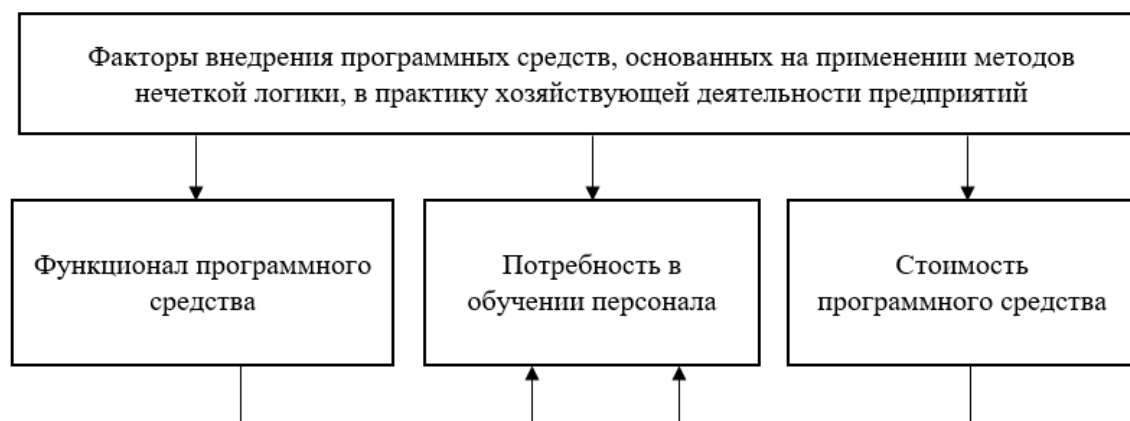 Факторы внедрения программных средств, основанных на применении методов
нечеткой логики, в практику хозяйствующей деятельности предприятий
Функционал программного
средства
Потребность в
обучении персонала
Стоимость
программного средства